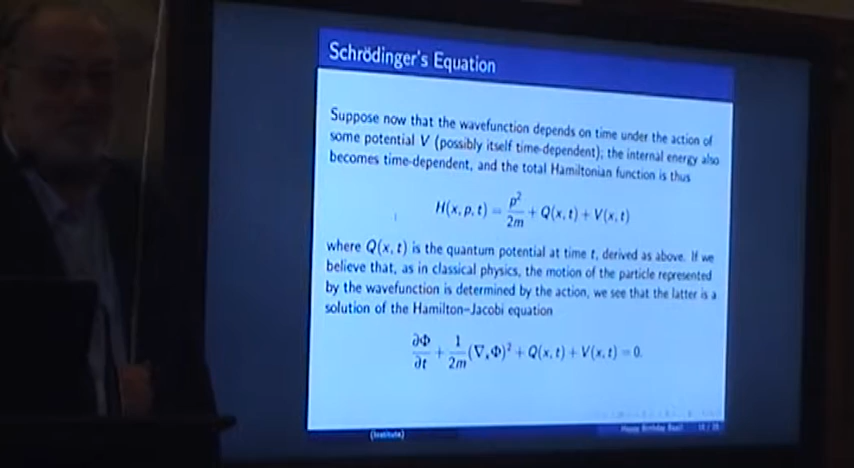 Schrödinger's Equation
Suppose now that the wavefunction depends on time under the action of
some potential V (possibly itself time-dependent); the internal energy also
becomes time-dependent, and the total Hamiltonian function is thus
H(x, p, t) = p²/2m + Q(x, t) + V(x, t)
where Q(x, t) is the quantum potential at time t, derived as above. If we
believe that, as in classical physics, the motion of the particle represented
by the wavefunction is determined by the action, we see that the latter is a
solution of the Hamilton–Jacobi equation
∂Φ/∂t + 1/2m (∇ₓΦ)² + Q(x, t) + V(x, t) = 0.
(Institute) Happy Birthday